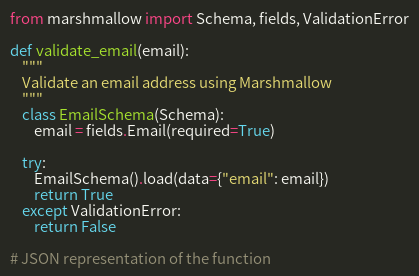 from marshmallow import Schema, fields, ValidationError

def validate_email(email):
    """
    Validate an email address using Marshmallow
    """
    class EmailSchema(Schema):
        email = fields.Email(required=True)

    try:
        EmailSchema().load(data={"email": email})
        return True
    except ValidationError:
        return False

# JSON representation of the function